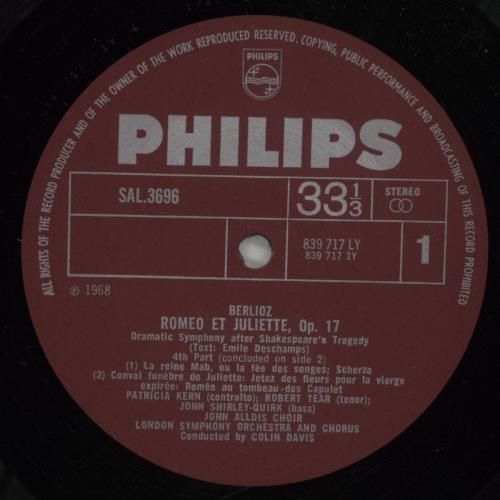 ALL RIGHTS OF THE RECORD PRODUCER AND OF THE OWNER OF THE WORK REPRODUCED RESERVED. COPYING, PUBLIC PERFORMANCE AND BROADCASTING OF THIS RECORD PROHIBITED
PHILIPS
PHILIPS
SAL.3696
33 1/3
STEREO
839 717 LY
839 717 1Y
1
℗ 1968
BERLIOZ
ROMEO ET JULIETTE, Op. 17
Dramatic Symphony after Shakespeare's Tragedy
(Text: Emile Deschamps)
4th Part (concluded on side 2)
(1) La reine Mab, ou la fée des songes; Scherzo
(2) Convoi funèbre de Juliette: Jetez des fleurs pour la vierge
expirée: Roméo au tombeau-des Capulet
PATRICIA KERN (contralto); ROBERT TEAR (tenor);
JOHN SHIRLEY-QUIRK (bass)
JOHN ALLDIS CHOIR
LONDON SYMPHONY ORCHESTRA AND CHORUS
Conducted by COLIN DAVIS